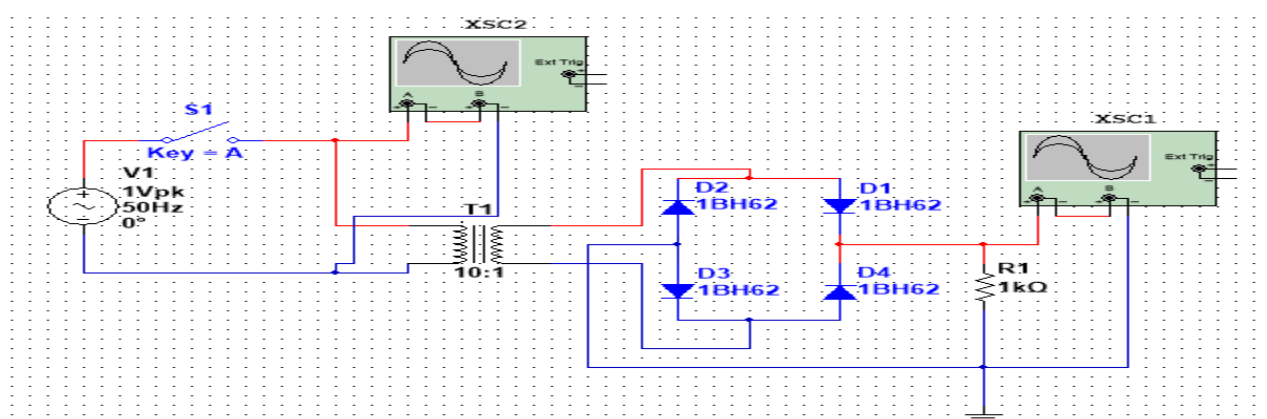 XSC2
Ext Trig
A
B
S1
Key = A
V1
1Vpk
50Hz
0°
T1
10:1
D2
1BH62
D1
1BH62
D3
1BH62
D4
1BH62
XSC1
Ext Trig
A
B
R1
1kΩ